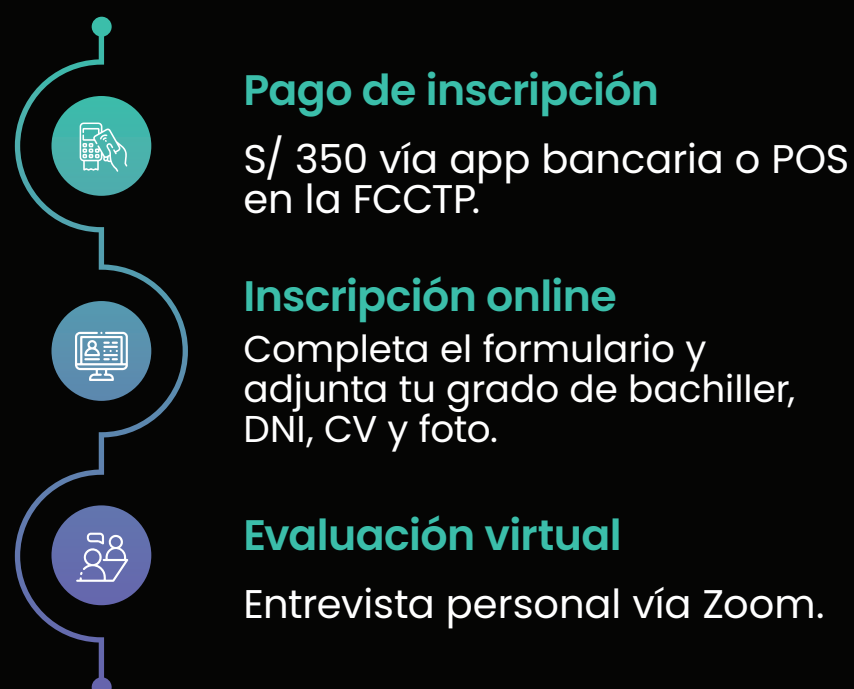 Pago de inscripción
S/ 350 vía app bancaria o POS
en la FCCTP.
Inscripción online
Completa el formulario y
adjunta tu grado de bachiller,
DNI, CV y foto.
Evaluación virtual
Entrevista personal vía Zoom.